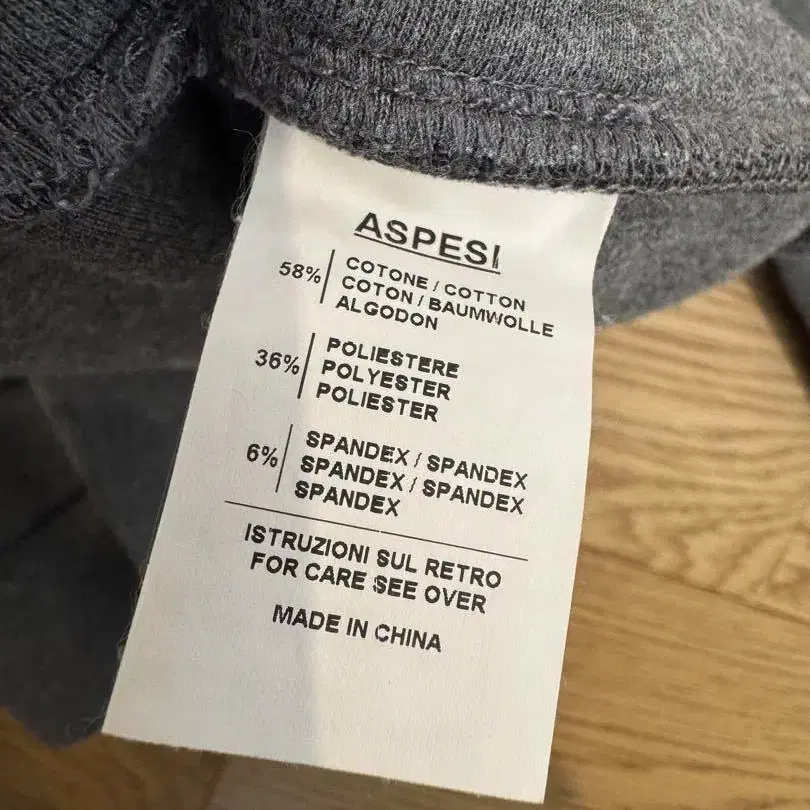 ASPESI
58% COTONE / COTTON
COTON / BAUMWOLLE
ALGODON
36% POLIESTERE
POLYESTER
POLIESTER
6% SPANDEX / SPANDEX
SPANDEX / SPANDEX
SPANDEX
ISTRUZIONI SUL RETRO
FOR CARE SEE OVER
MADE IN CHINA